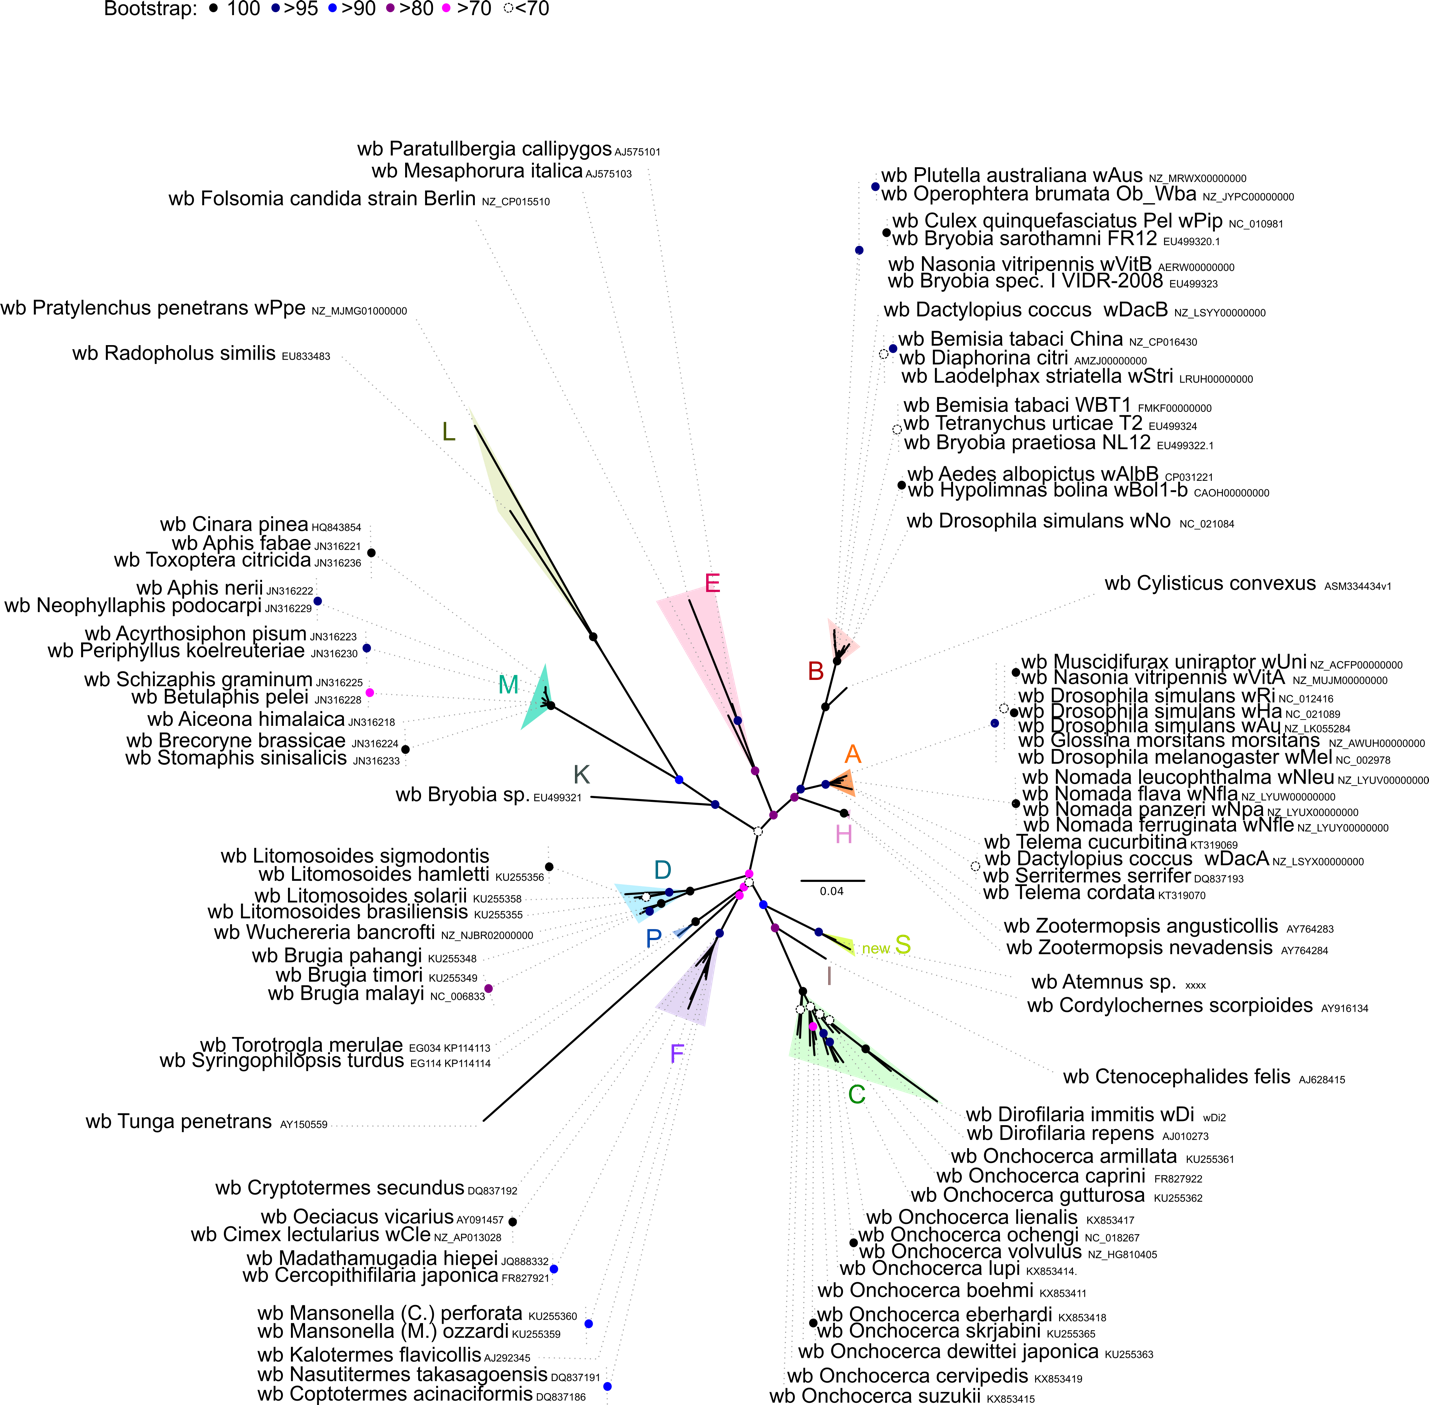 Bootstrap: 100 >95 >90 >80 >70 <70
wb Paratullbergia callipygos AJ575101
wb Mesaphorura italica AJ575103
wb Folsomia candida strain Berlin NZ_CP015510
wb Pratylenchus penetrans wPpe NZ_MJMG01000000
wb Radopholus similis EU833483
L
wb Cinara pinea HQ843854
wb Aphis fabae JN316221
wb Toxoptera citricida JN316236
wb Aphis nerii JN316222
wb Neophyllaphis podocarpi JN316229
wb Acyrthosiphon pisum JN316223
wb Periphyllus koelreuteriae JN316230
wb Schizaphis graminum JN316225
wb Betulaphis pelei JN316228
wb Aiceona himalaica JN316218
wb Brecoryne brassicae JN316224
wb Stomaphis sinisalicis JN316233
M
K
wb Bryobia sp. EU499321
E
wb Plutella australiana wAus NZ_MRWX00000000
wb Operophtera brumata Ob_Wba NZ_JYPC00000000
wb Culex quinquefasciatus Pel wPip NC_010981
wb Bryobia sarothamni FR12 EU499320.1
wb Nasonia vitripennis wVitB AERW00000000
wb Bryobia spec. I VIDR-2008 EU499323
wb Dactylopius coccus wDacB NZ_LSYY00000000
wb Bemisia tabaci China NZ_CP016430
wb Diaphorina citri AMZJ00000000
wb Laodelphax striatella wStri LRUH00000000
wb Bemisia tabaci WBT1 FMKF00000000
wb Tetranychus urticae T2 EU499324
wb Bryobia praetiosa NL12 EU499322.1
wb Aedes albopictus wAlbB CP031221
wb Hypolimnas bolina wBol1-b CAOH00000000
wb Drosophila simulans wNo NC_021084
B
wb Cylisticus convexus ASM334434v1
wb Muscidifurax uniraptor wUni NZ_ACFP00000000
wb Nasonia vitripennis wVitA NZ_MUJM00000000
wb Drosophila simulans wRi NC_012416
wb Drosophila simulans wHa NC_021089
wb Drosophila simulans wAu NZ_LK055284
wb Glossina morsitans morsitans NZ_AWUH00000000
wb Drosophila melanogaster wMel NC_002978
wb Nomada leucophthalma wNleu NZ_LYUV00000000
wb Nomada flava wNfla NZ_LYUW00000000
wb Nomada panzeri wNpa NZ_LYUX00000000
wb Nomada ferruginata wNfle NZ_LYUY00000000
wb Telema cucurbitina KT319069
wb Dactylopius coccus wDacA NZ_LSYX00000000
wb Serritermes serrifer DQ837193
wb Telema cordata KT319070
A
H
wb Zootermopsis angusticollis AY764283
wb Zootermopsis nevadensis AY764284
0.04
wb Litomosoides sigmodontis
wb Litomosoides hamletti KU255356
wb Litomosoides solarii KU255358
wb Litomosoides brasiliensis KU255355
wb Wuchereria bancrofti NZ_NJBR02000000
wb Brugia pahangi KU255348
wb Brugia timori KU255349
wb Brugia malayi NC_006833
D
P
new S
wb Atemnus sp. xxxx
wb Cordylochernes scorpioides AY916134
I
wb Torotrogla merulae EG034 KP114113
wb Syringophilopsis turdus EG114 KP114114
F
wb Ctenocephalides felis AJ628415
C
wb Tunga penetrans AY150559
wb Dirofilaria immitis wDi wDi2
wb Dirofilaria repens AJ010273
wb Onchocerca armillata KU255361
wb Onchocerca caprini FR827922
wb Onchocerca gutturosa KU255362
wb Onchocerca lienalis KX853417
wb Onchocerca ochengi NC_018267
wb Onchocerca volvulus NZ_HG810405
wb Onchocerca lupi KX853414.
wb Onchocerca boehmi KX853411
wb Onchocerca eberhardi KX853418
wb Onchocerca skrjabini KU255365
wb Onchocerca dewittei japonica KU255363
wb Onchocerca cervipedis KX853419
wb Onchocerca suzukii KX853415
wb Cryptotermes secundus DQ837192
wb Oeciacus vicarius AY091457
wb Cimex lectularius wCle NZ_AP013028
wb Madathamugadia hiepei JQ888332
wb Cercopithifilaria japonica FR827921
wb Mansonella (C.) perforata KU255360
wb Mansonella (M.) ozzardi KU255359
wb Kalotermes flavicollis AJ292345
wb Nasutitermes takasagoensis DQ837191
wb Coptotermes acinaciformis DQ837186